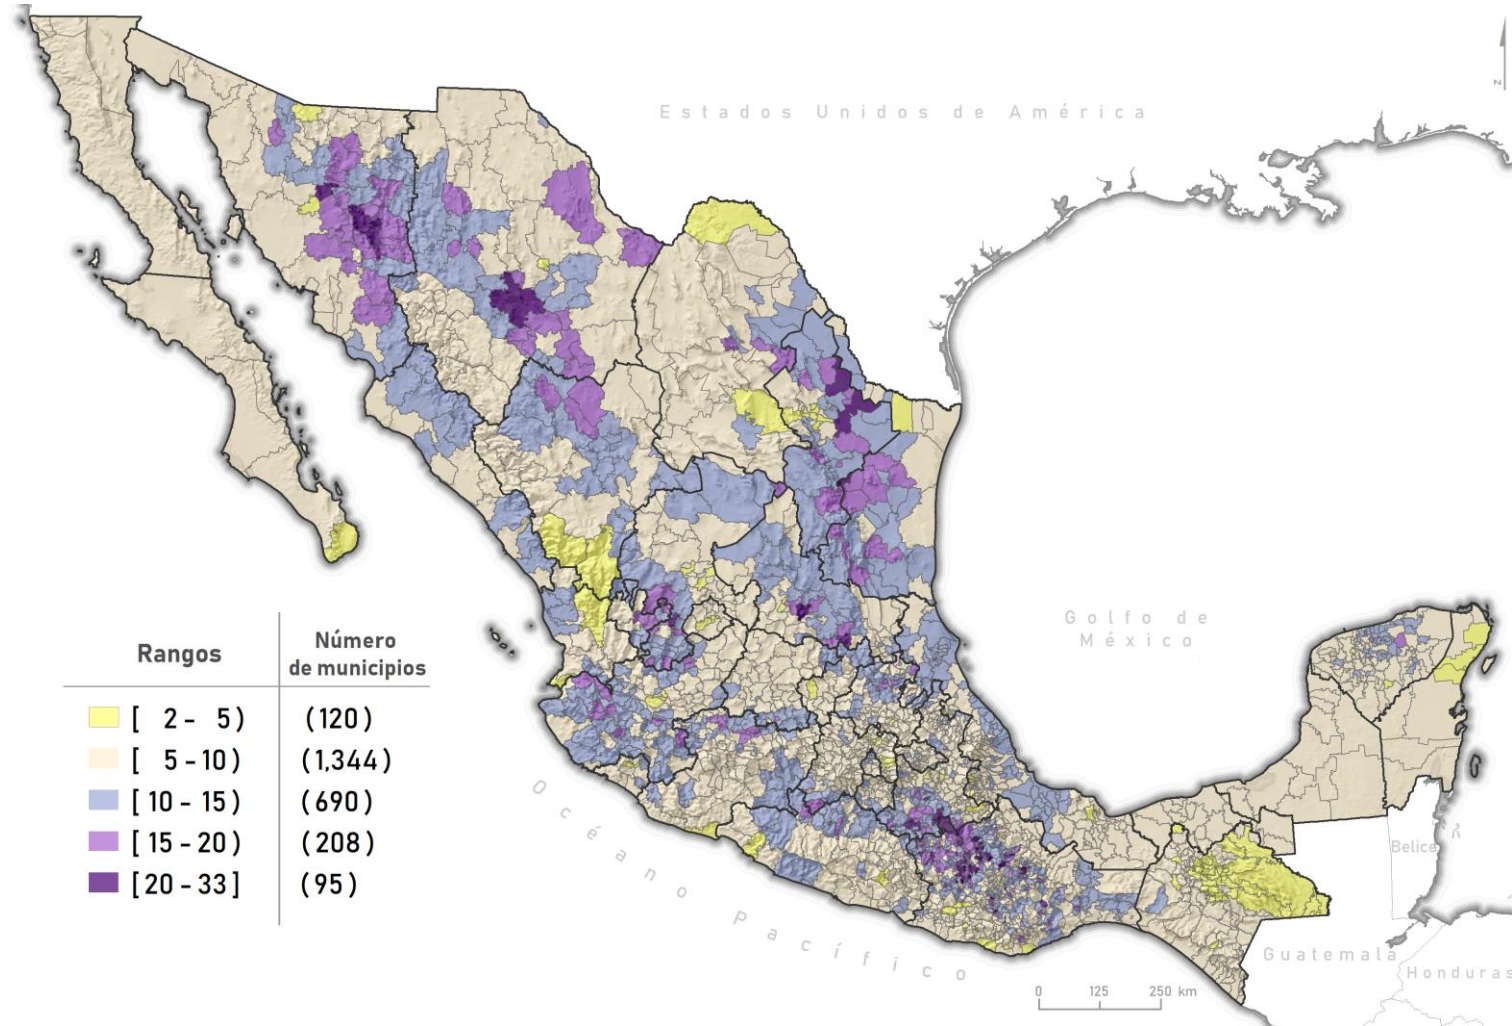 N
Estados Unidos de América
Golfo de
México
Rangos
Número
de municipios
[ 2 - 5) (120)
[ 5 - 10) (1,344)
[10 - 15) (690)
[15 - 20) (208)
[20 - 33] (95)
Océano Pacífico
Belice
Guatemala
Honduras
0 125 250 km